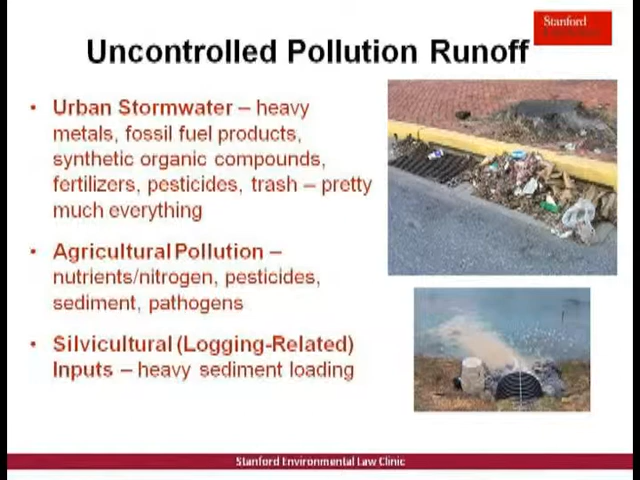 Stanford
Uncontrolled Pollution Runoff
• Urban Stormwater – heavy
metals, fossil fuel products,
synthetic organic compounds,
fertilizers, pesticides, trash – pretty
much everything
• Agricultural Pollution –
nutrients/nitrogen, pesticides,
sediment, pathogens
• Silvicultural (Logging-Related)
Inputs – heavy sediment loading
Stanford Environmental Law Clinic